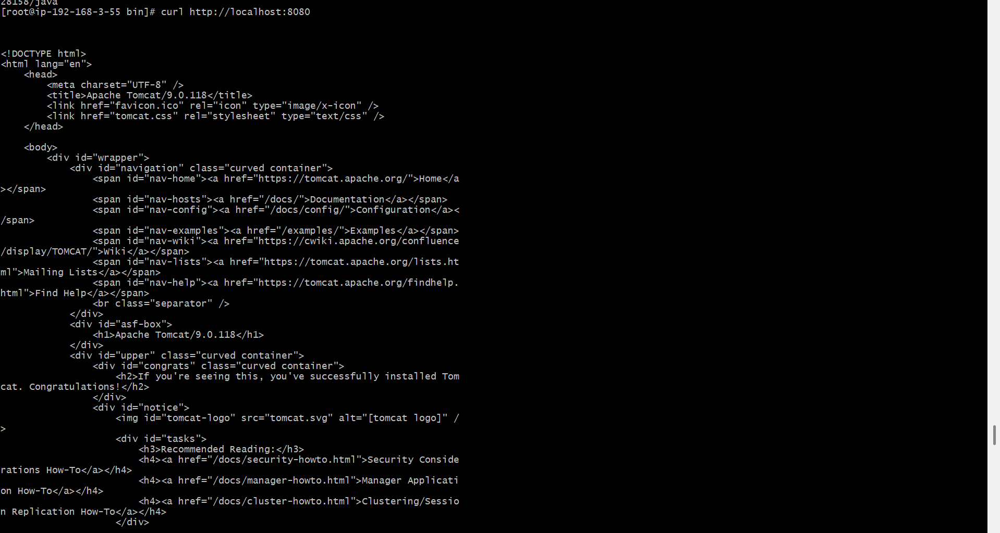 28158/java
[root@ip-192-168-3-55 bin]# curl http://localhost:8080
<!DOCTYPE html>
<html lang="en">
    <head>
        <meta charset="UTF-8" />
        <title>Apache Tomcat/9.0.118</title>
        <link href="favicon.ico" rel="icon" type="image/x-icon" />
        <link href="tomcat.css" rel="stylesheet" type="text/css" />
    </head>

    <body>
        <div id="wrapper">
            <div id="navigation" class="curved container">
                <span id="nav-home"><a href="https://tomcat.apache.org/">Home</a
></span>
                <span id="nav-hosts"><a href="/docs/">Documentation</a></span>
                <span id="nav-config"><a href="/docs/config/">Configuration</a><
/span>
                <span id="nav-examples"><a href="/examples/">Examples</a></span>
                <span id="nav-wiki"><a href="https://cwiki.apache.org/confluence
/display/TOMCAT/">Wiki</a></span>
                <span id="nav-lists"><a href="https://tomcat.apache.org/lists.ht
ml">Mailing Lists</a></span>
                <span id="nav-help"><a href="https://tomcat.apache.org/findhelp.
html">Find Help</a></span>
                <br class="separator" />
            </div>
            <div id="asf-box">
                <h1>Apache Tomcat/9.0.118</h1>
            </div>
            <div id="upper" class="curved container">
                <div id="congrats" class="curved container">
                    <h2>If you're seeing this, you've successfully installed Tom
cat. Congratulations!</h2>
                </div>
                <div id="notice">
                    <img id="tomcat-logo" src="tomcat.svg" alt="[tomcat logo]" /
>
                    <div id="tasks">
                        <h3>Recommended Reading:</h3>
                        <h4><a href="/docs/security-howto.html">Security Conside
rations How-To</a></h4>
                        <h4><a href="/docs/manager-howto.html">Manager Applicati
on How-To</a></h4>
                        <h4><a href="/docs/cluster-howto.html">Clustering/Sessio
n Replication How-To</a></h4>
                    </div>